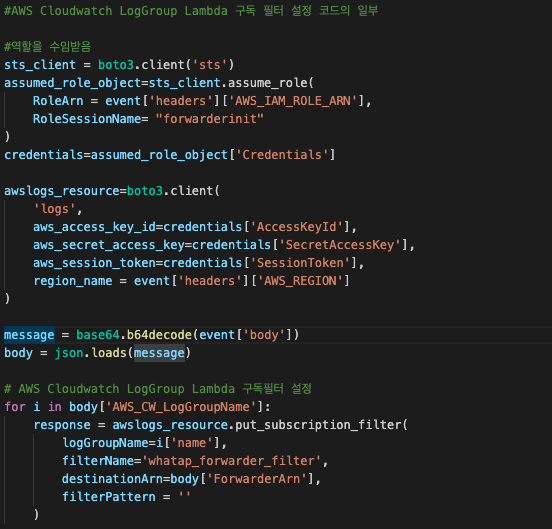 #AWS Cloudwatch LogGroup Lambda 구독 필터 설정 코드의 일부
#역할을 수임받음
sts_client = boto3.client('sts')
assumed_role_object=sts_client.assume_role(
    RoleArn = event['headers']['AWS_IAM_ROLE_ARN'],
    RoleSessionName= "forwarderinit"
)
credentials=assumed_role_object['Credentials']
awslogs_resource=boto3.client(
    'logs',
    aws_access_key_id=credentials['AccessKeyId'],
    aws_secret_access_key=credentials['SecretAccessKey'],
    aws_session_token=credentials['SessionToken'],
    region_name = event['headers']['AWS_REGION']
)
message = base64.b64decode(event['body'])
body = json.loads(message)
# AWS Cloudwatch LogGroup Lambda 구독필터 설정
for i in body['AWS_CW_LogGroupName']:
    response = awslogs_resource.put_subscription_filter(
        logGroupName=i['name'],
        filterName='whatap_forwarder_filter',
        destinationArn=body['ForwarderArn'],
        filterPattern = ''
    )